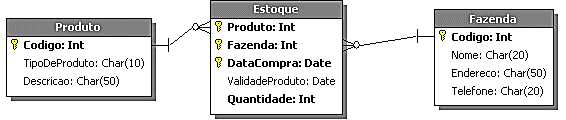 Produto
Codigo: Int
TipoDeProduto: Char(10)
Descricao: Char(50)
Estoque
Produto: Int
Fazenda: Int
DataCompra: Date
ValidadeProduto: Date
Quantidade: Int
Fazenda
Codigo: Int
Nome: Char(20)
Endereco: Char(50)
Telefone: Char(20)